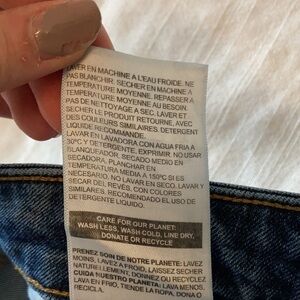 LAVER EN MACHINE A L'EAU FROIDE. NE
PAS BLANCHIR. SECHER EN MACHINE A
TEMPERATURE MOYENNE. REPASSER A
TEMPERATURE MOYENNE AU BESOIN.
PAS DE NETTOYAGE A SEC. LAVER ET
SECHER LE PRODUIT RETOURNE, AVEC
DES COULEURS SIMILAIRES. DETERGENT
LIQUIDE RECOMMANDE.
LAVAR EN LAVADORA CON AGUA FRIA A
30°C Y DETERGENTE. EXPRIMIR. NO USAR
BLANQUEADOR. SECADO MEDIO EN
SECADORA. PLANCHAR EN
TEMPERATURA MEDIA A 150°C SI ES
NECESARIO. NO LAVAR EN SECO. LAVAR Y
SECAR DEL REVES, CON COLORES
SIMILARES. RECOMENDADO EL USO DE
DETERGENTE LIQUIDO.
CARE FOR OUR PLANET:
WASH LESS, WASH COLD, LINE DRY,
DONATE OR RECYCLE
PRENEZ SOIN DE NOTRE PLANETE: LAVEZ
MOINS, LAVEZ A FROID, LAISSEZ SECHER
NATURELLEMENT, DONNEZ OU RECYCLEZ
CUIDA NUESTRO PLANETA: LAVA MENOS,
LAVA EN FRIO, TIENDE LA ROPA, DONA O
RECICLA.